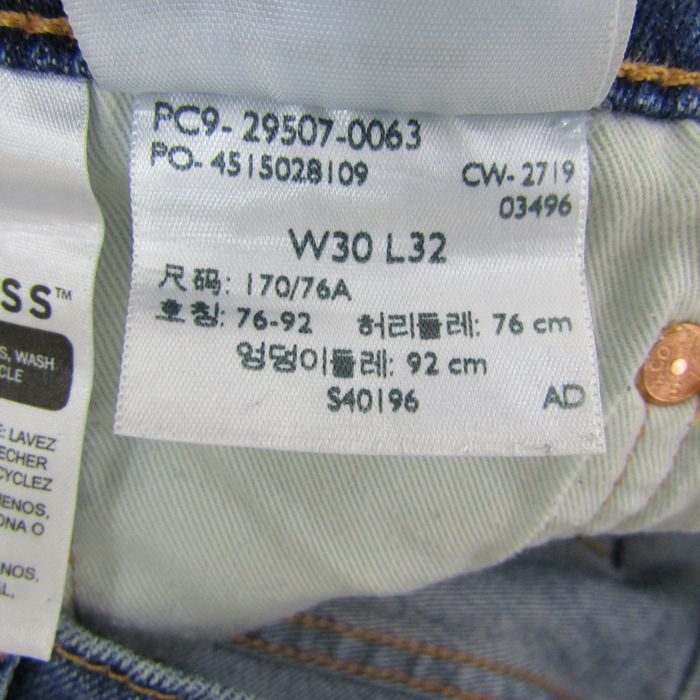 PC9- 29507-0063
PO- 4515028109 CW- 2719
03496
W30 L32
尺码: 170/76A
호칭: 76-92 허리둘레: 76 cm
엉덩이둘레: 92 cm
S40196 AD
SS™
S, WASH
CLE
: LAVEZ
ECHER
CYCLEZ
ENOS,
ONA O
NOS,
AL,
CO